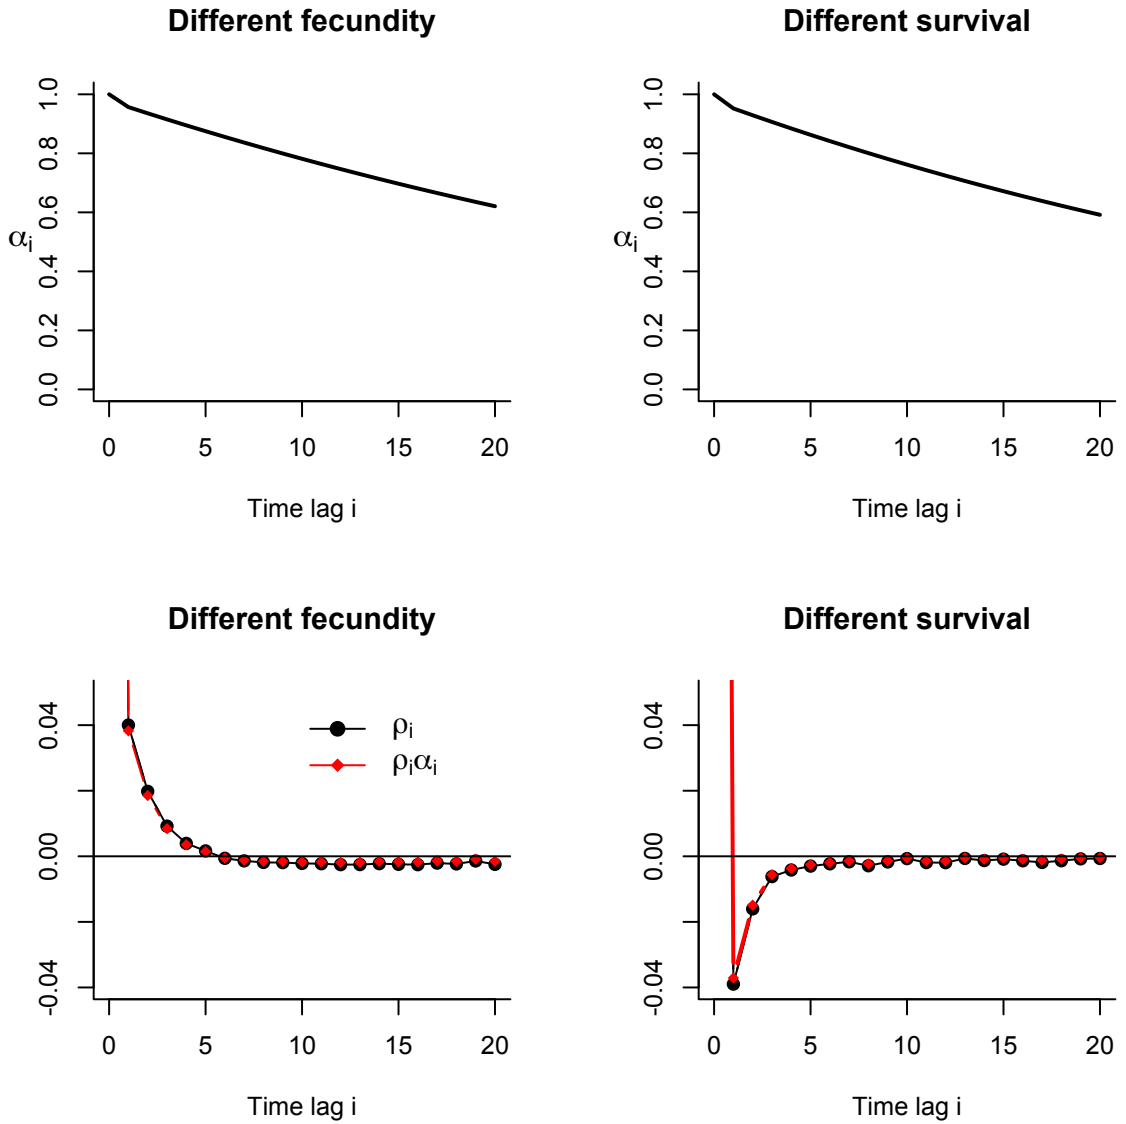 Different fecundity
Different survival
αi
0.0 0.2 0.4 0.6 0.8 1.0
0 5 10 15 20
Time lag i
αi
0.0 0.2 0.4 0.6 0.8 1.0
0 5 10 15 20
Time lag i
Different fecundity
Different survival
-0.04 0.00 0.04
ρi
ρiαi
0 5 10 15 20
Time lag i
-0.04 0.00 0.04
0 5 10 15 20
Time lag i